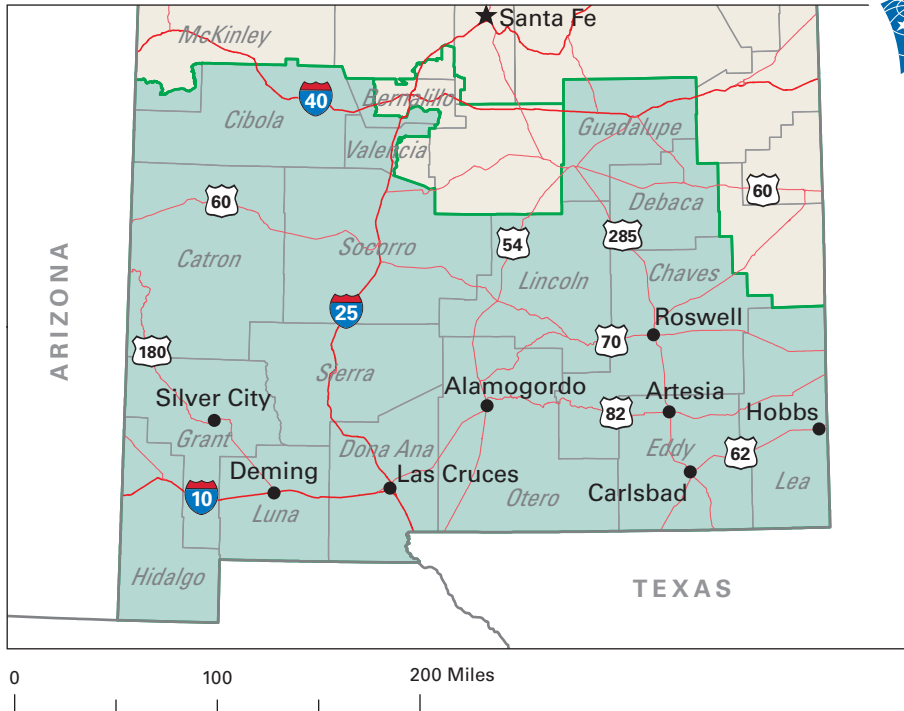 Santa Fe
McKinley
40
Bernalillo
Cibola
Guadalupe
Valencia
60
60
Debaca
ARIZONA
54
285
Socorro
Catron
Lincoln
Chaves
25
Roswell
180
70
Sierra
Alamogordo
Artesia
Silver City
82
Hobbs
Grant
Dona Ana
Eddy
62
Deming
Las Cruces
Lea
10
Carlsbad
Otero
Luna
Hidalgo
TEXAS
0
100
200 Miles